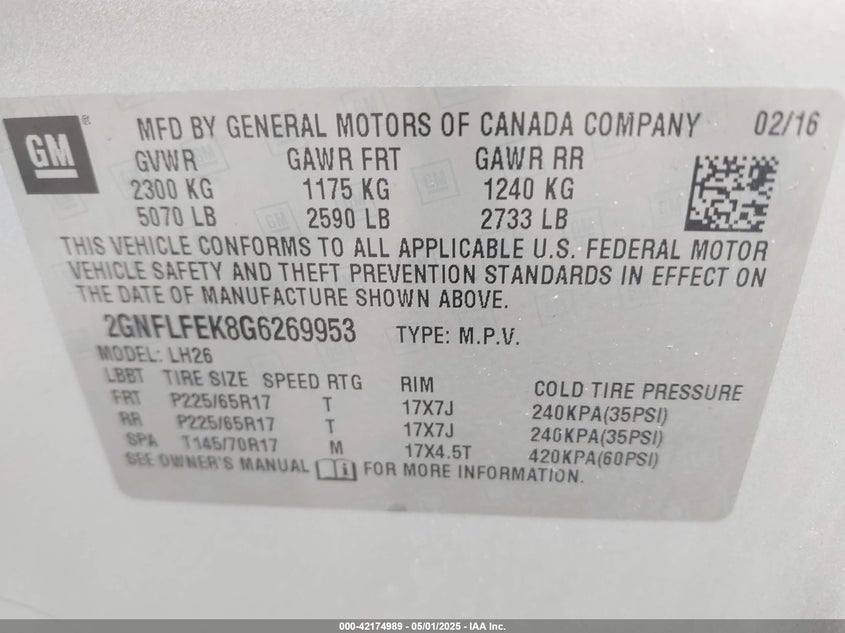 GM ® MFD BY GENERAL MOTORS OF CANADA COMPANY 02/16
GVWR GAWR FRT GAWR RR
2300 KG 1175 KG 1240 KG
5070 LB 2590 LB 2733 LB
THIS VEHICLE CONFORMS TO ALL APPLICABLE U.S. FEDERAL MOTOR
VEHICLE SAFETY AND THEFT PREVENTION STANDARDS IN EFFECT ON
THE DATE OF MANUFACTURE SHOWN ABOVE.
2GNFLFEK8G6269953 TYPE: M.P.V.
MODEL: LH26
LBBT TIRE SIZE SPEED RTG RIM COLD TIRE PRESSURE
FRT P225/65R17 T 17X7J 240KPA(35PSI)
RR P225/65R17 T 17X7J 240KPA(35PSI)
SPA T145/70R17 M 17X4.5T 420KPA(60PSI)
SEE OWNER'S MANUAL FOR MORE INFORMATION.
000-42174989 - 05/01/2025 - IAA Inc.